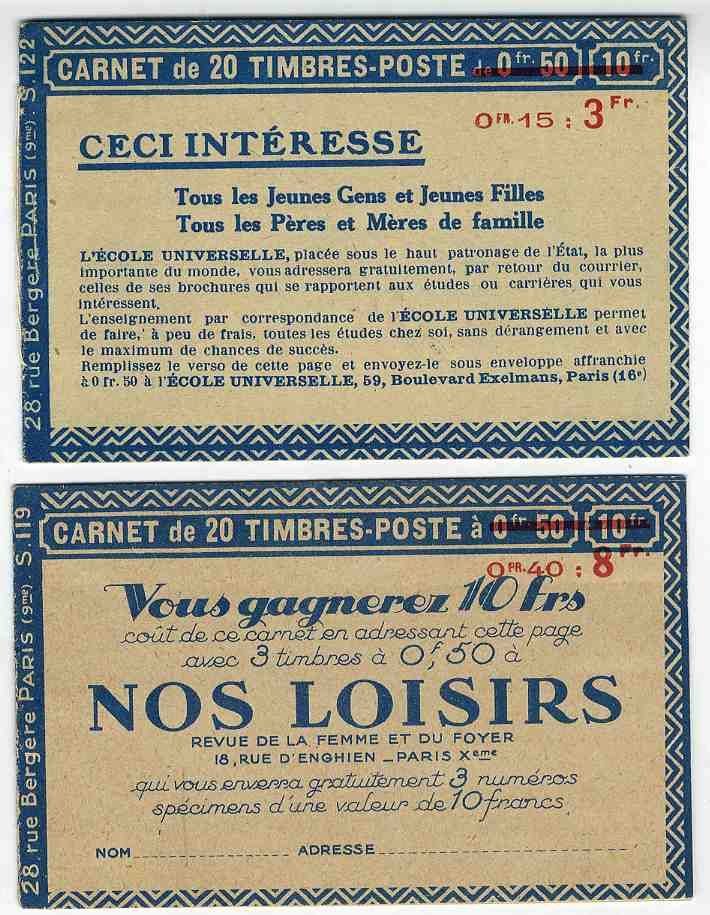 28, rue Bergère PARIS (9me). S. 122
CARNET de 20 TIMBRES-POSTE de 0 fr. 50 10 fr.
0 FR. 15 : 3 Fr.
CECI INTÉRESSE
Tous les Jeunes Gens et Jeunes Filles
Tous les Pères et Mères de famille
L'ÉCOLE UNIVERSELLE, placée sous le haut patronage de l'État, la plus
importante du monde, vous adressera gratuitement, par retour du courrier,
celles de ses brochures qui se rapportent aux études ou carrières qui vous
intéressent.
L'enseignement par correspondance de l'ÉCOLE UNIVERSELLE permet
de faire, à peu de frais, toutes les études chez soi, sans dérangement et avec
le maximum de chances de succès.
Remplissez le verso de cette page et envoyez-le sous enveloppe affranchie
à 0 fr. 50 à l'ÉCOLE UNIVERSELLE, 59, Boulevard Exelmans, Paris (16e)
28, rue Bergère PARIS (9me). S. 119
CARNET de 20 TIMBRES-POSTE à 0 fr 50 10 fr.
0 FR. 40 : 8 Fr.
Vous gagnerez 10 frs
coût de ce carnet en adressant cette page
avec 3 timbres à 0f,50 à
NOS LOISIRS
REVUE DE LA FEMME ET DU FOYER
18, RUE D'ENGHIEN _ PARIS Xeme
qui vous enverra gratuitement 3 numéros
spécimens d'une valeur de 10 francs.
NOM ADRESSE